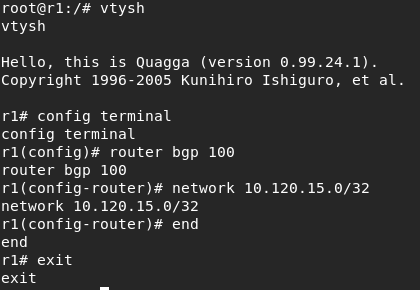 root@r1:/# vtysh
vtysh
Hello, this is Quagga (version 0.99.24.1).
Copyright 1996-2005 Kunihiro Ishiguro, et al.
r1# config terminal
config terminal
r1(config)# router bgp 100
router bgp 100
r1(config-router)# network 10.120.15.0/32
network 10.120.15.0/32
r1(config-router)# end
end
r1# exit
exit